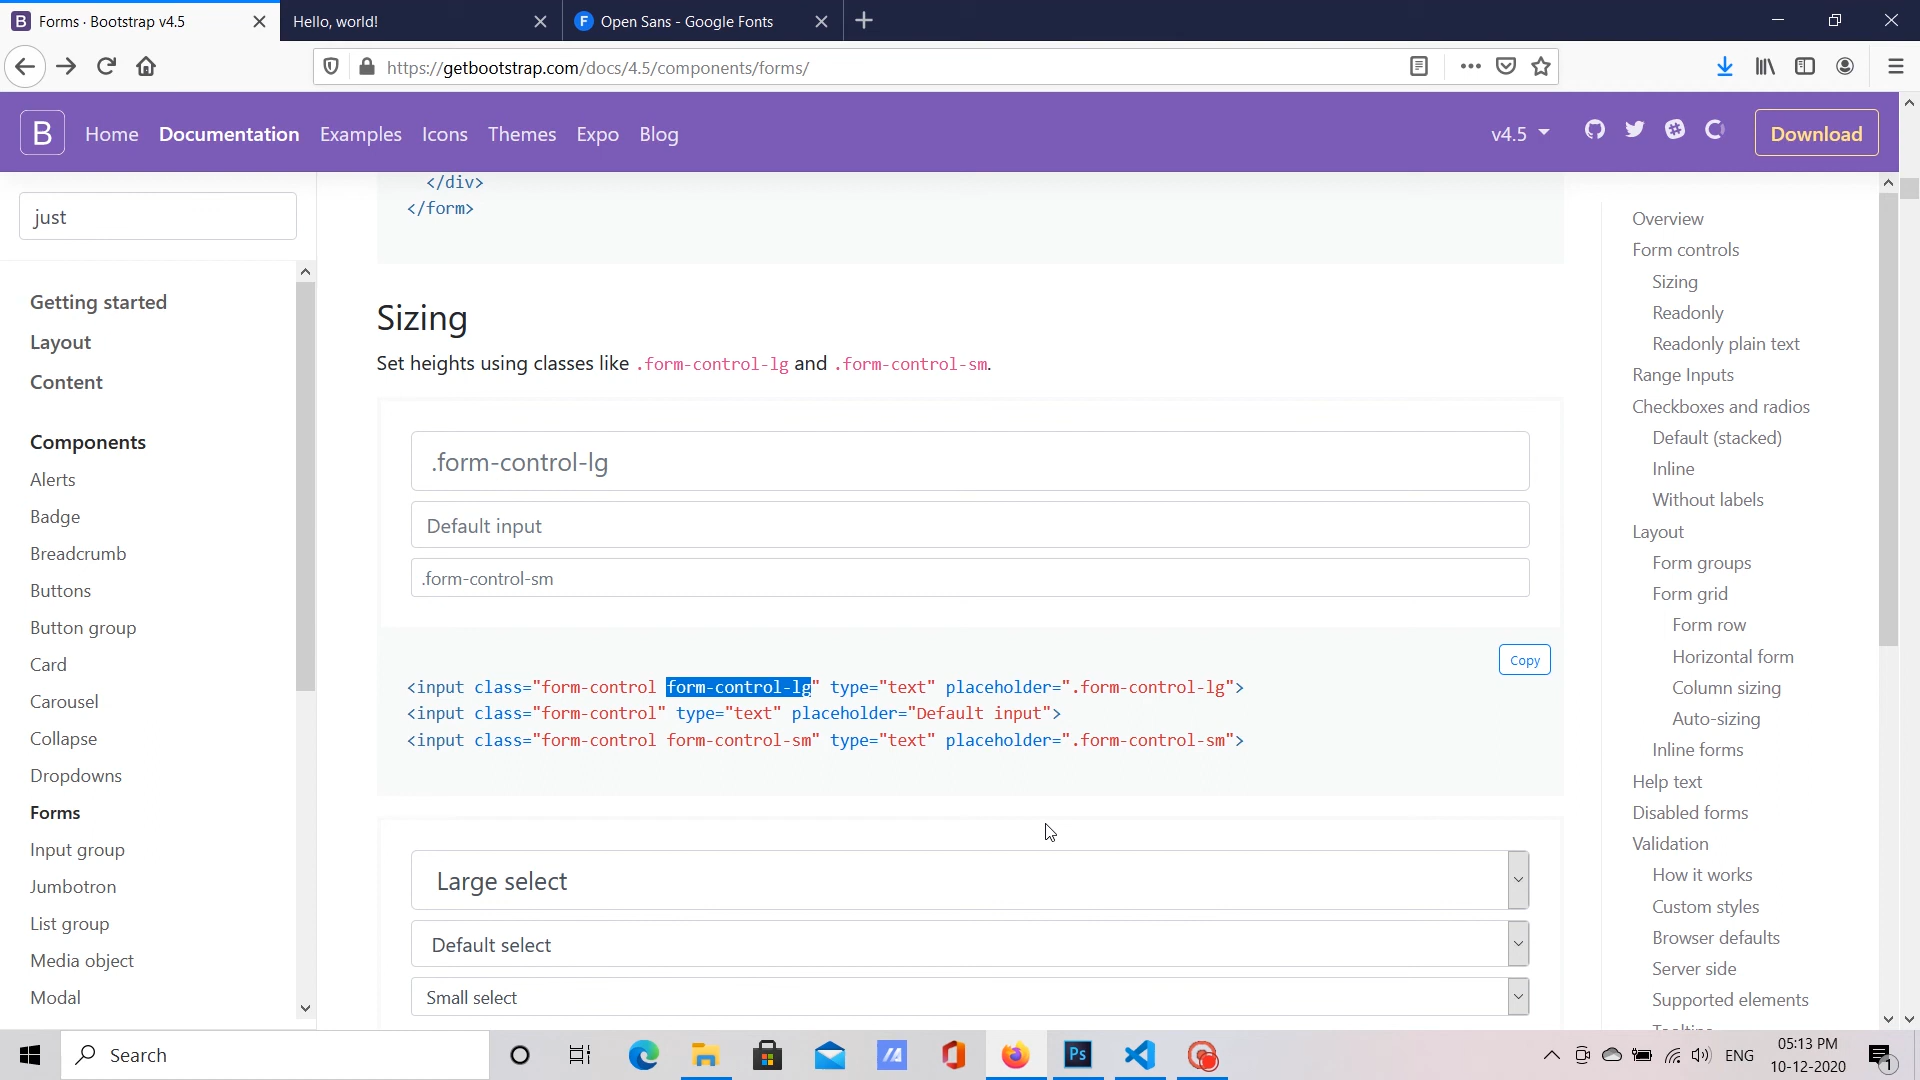 Forms · Bootstrap v4.5
Hello, world!
Open Sans - Google Fonts
https://getbootstrap.com/docs/4.5/components/forms/
B Home Documentation Examples Icons Themes Expo Blog v4.5 Download
just
Getting started
Layout
Content
Components
Alerts
Badge
Breadcrumb
Buttons
Button group
Card
Carousel
Collapse
Dropdowns
Forms
Input group
Jumbotron
List group
Media object
Modal
</div>
</form>
Sizing
Set heights using classes like .form-control-lg and .form-control-sm.
.form-control-lg
Default input
.form-control-sm
Copy
<input class="form-control form-control-lg" type="text" placeholder=".form-control-lg">
<input class="form-control" type="text" placeholder="Default input">
<input class="form-control form-control-sm" type="text" placeholder=".form-control-sm">
Large select
Default select
Small select
Overview
Form controls
Sizing
Readonly
Readonly plain text
Range Inputs
Checkboxes and radios
Default (stacked)
Inline
Without labels
Layout
Form groups
Form grid
Form row
Horizontal form
Column sizing
Auto-sizing
Inline forms
Help text
Disabled forms
Validation
How it works
Custom styles
Browser defaults
Server side
Supported elements
Search
Ps
ENG
05:13 PM
10-12-2020
1